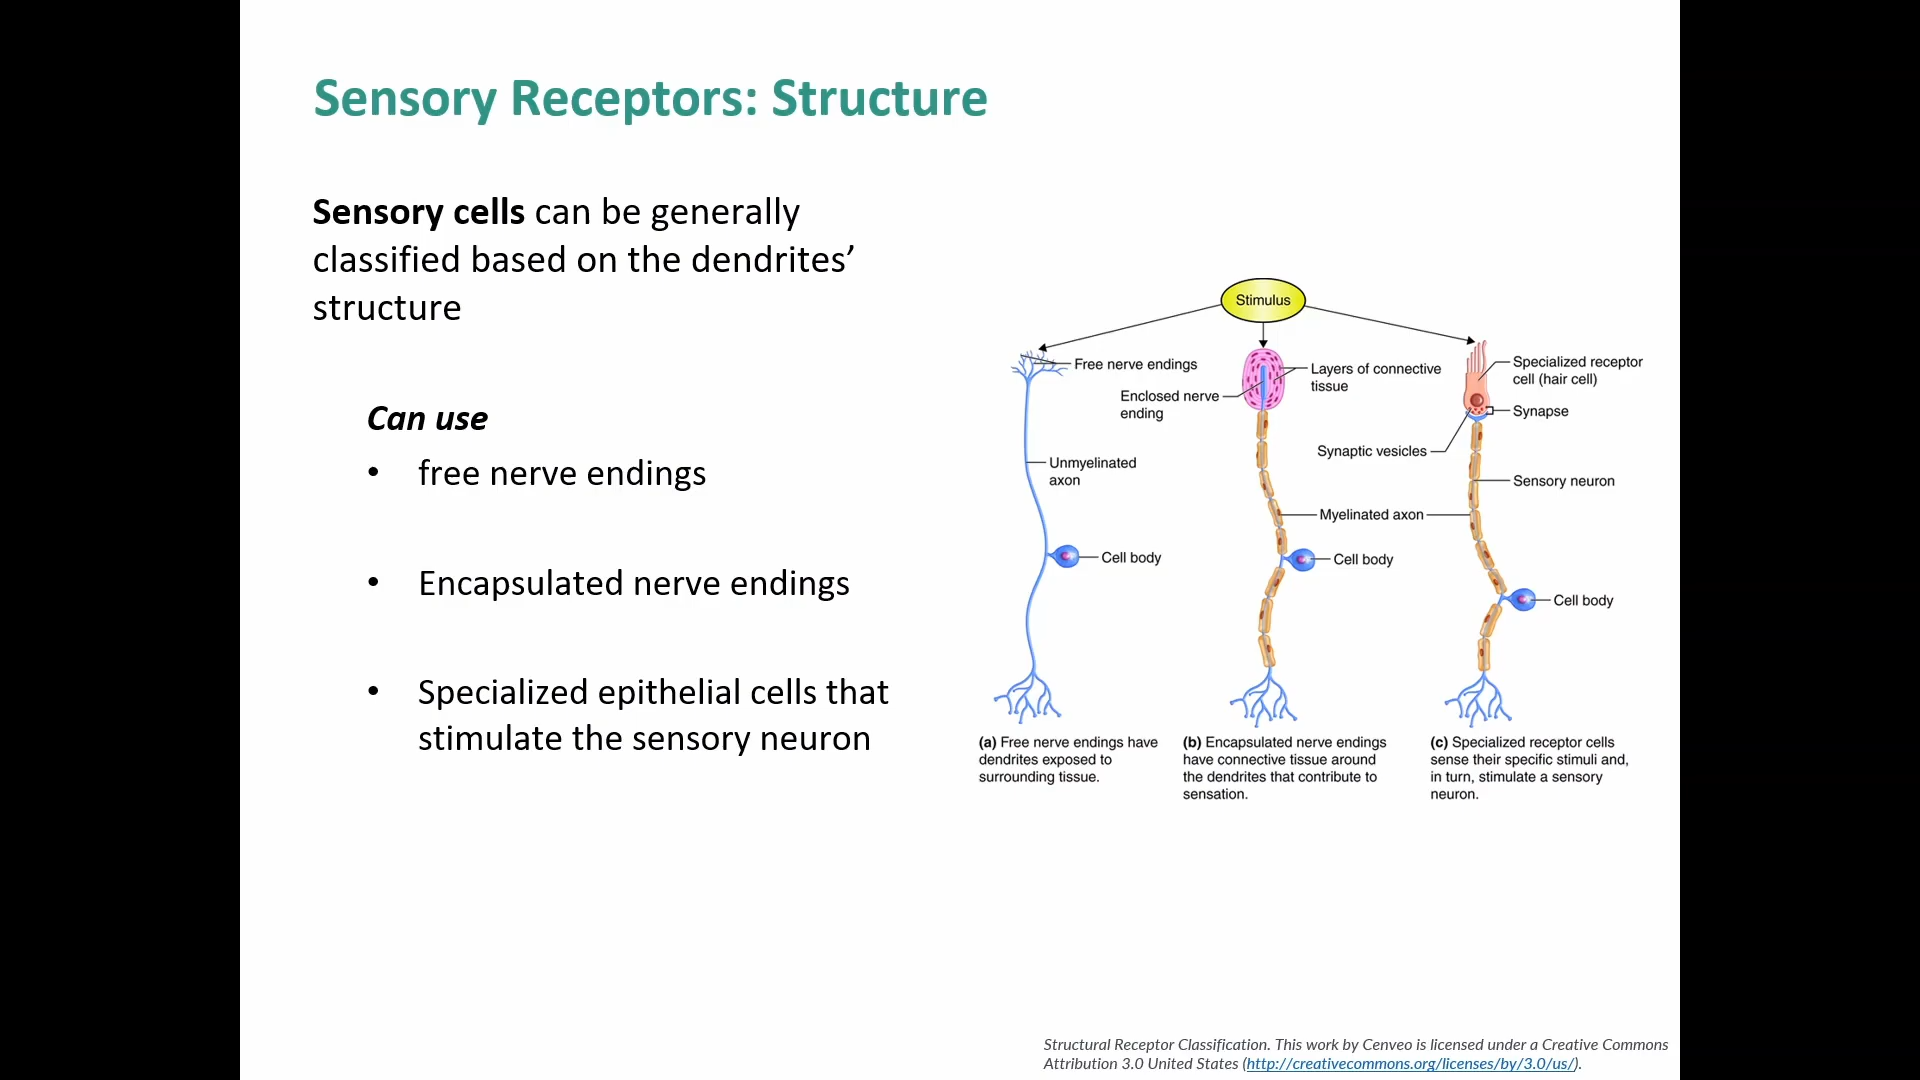 Sensory Receptors: Structure
Sensory cells can be generally
classified based on the dendrites’
structure
Can use
• free nerve endings
• Encapsulated nerve endings
• Specialized epithelial cells that
stimulate the sensory neuron
Stimulus
Free nerve endings
Unmyelinated
axon
Cell body
(a) Free nerve endings have
dendrites exposed to
surrounding tissue.
Layers of connective
tissue
Enclosed nerve
ending
Myelinated axon
Cell body
(b) Encapsulated nerve endings
have connective tissue around
the dendrites that contribute to
sensation.
Specialized receptor
cell (hair cell)
Synapse
Synaptic vesicles
Sensory neuron
Cell body
(c) Specialized receptor cells
sense their specific stimuli and,
in turn, stimulate a sensory
neuron.
Structural Receptor Classification. This work by Cenveo is licensed under a Creative Commons
Attribution 3.0 United States (http://creativecommons.org/licenses/by/3.0/us/).